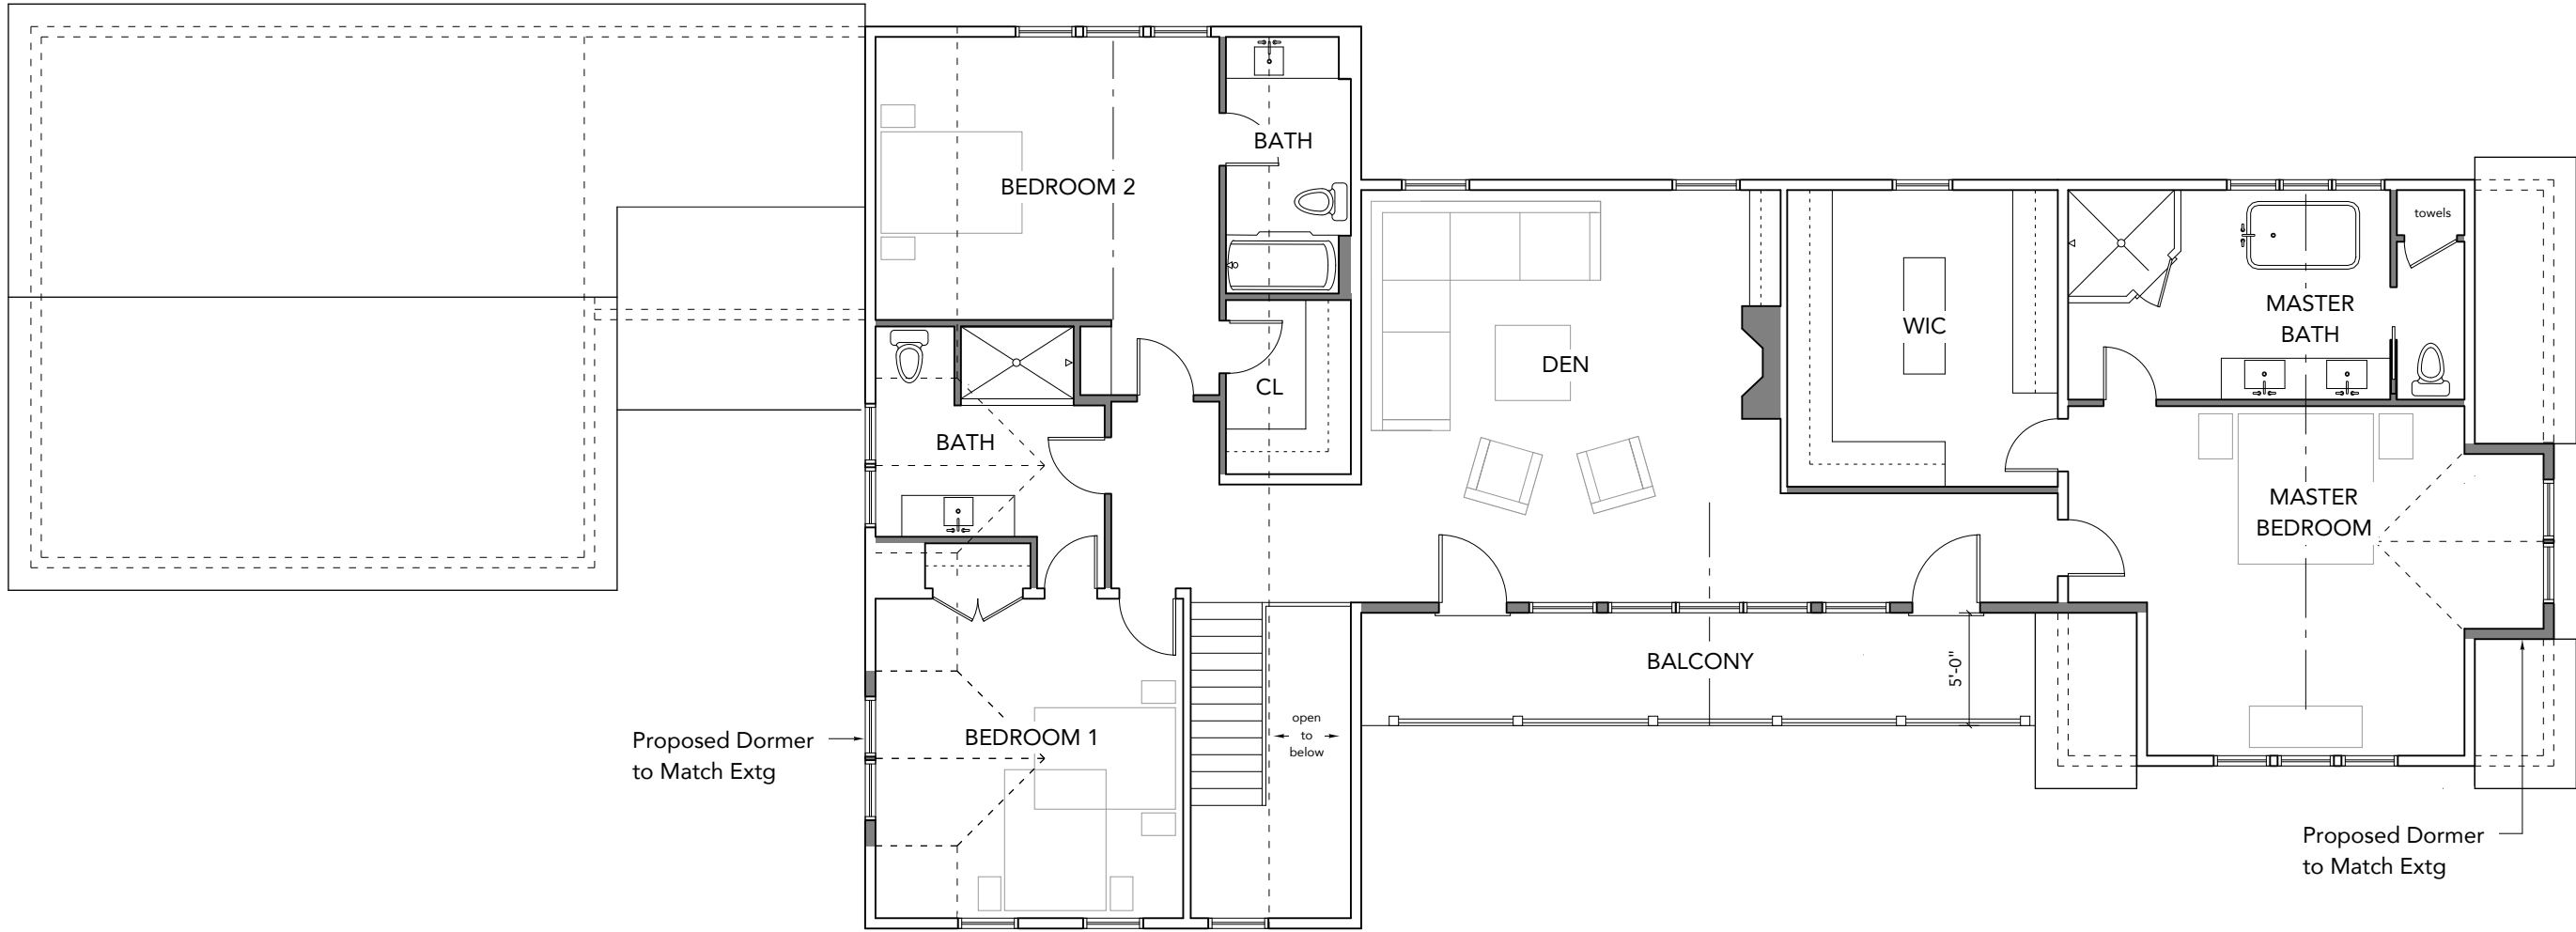 BATH
BEDROOM 2
towels
MASTER
BATH
WIC
DEN
CL
BATH
MASTER
BEDROOM
BALCONY
5'-0"
open
to
below
BEDROOM 1
Proposed Dormer
to Match Extg
Proposed Dormer
to Match Extg